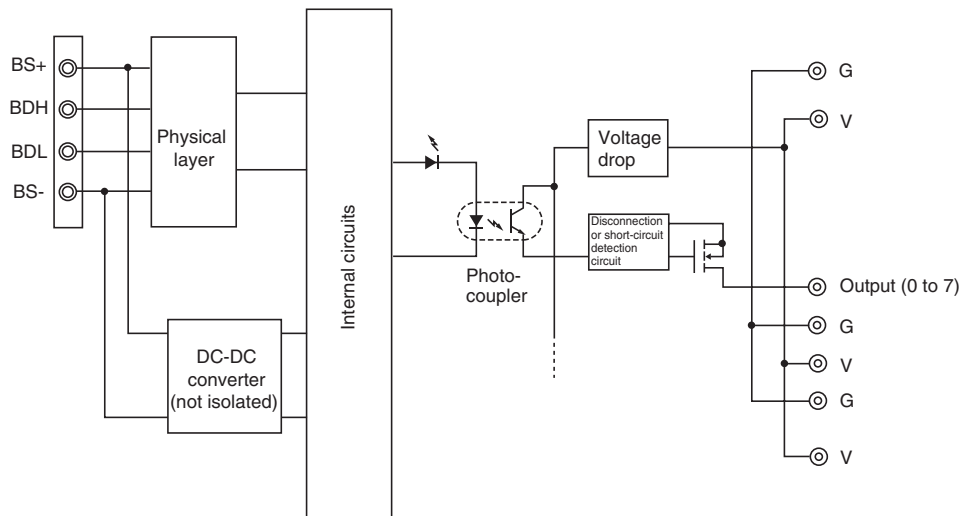 BS+
BDH
BDL
BS-
Physical
layer
DC-DC
converter
(not isolated)
Internal circuits
Photo-
coupler
Voltage
drop
Disconnection
or short-circuit
detection
circuit
G
V
Output (0 to 7)
G
V
G
V